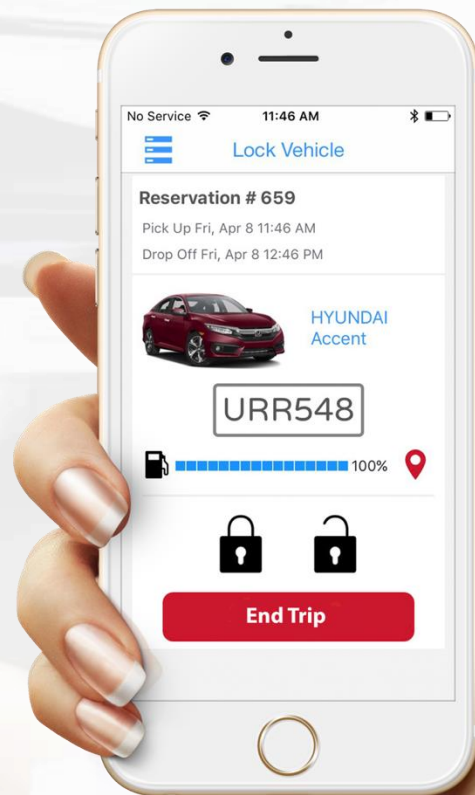 No Service 11:46 AM
Lock Vehicle
Reservation # 659
Pick Up Fri, Apr 8 11:46 AM
Drop Off Fri, Apr 8 12:46 PM
HYUNDAI
Accent
URR548
100%
End Trip